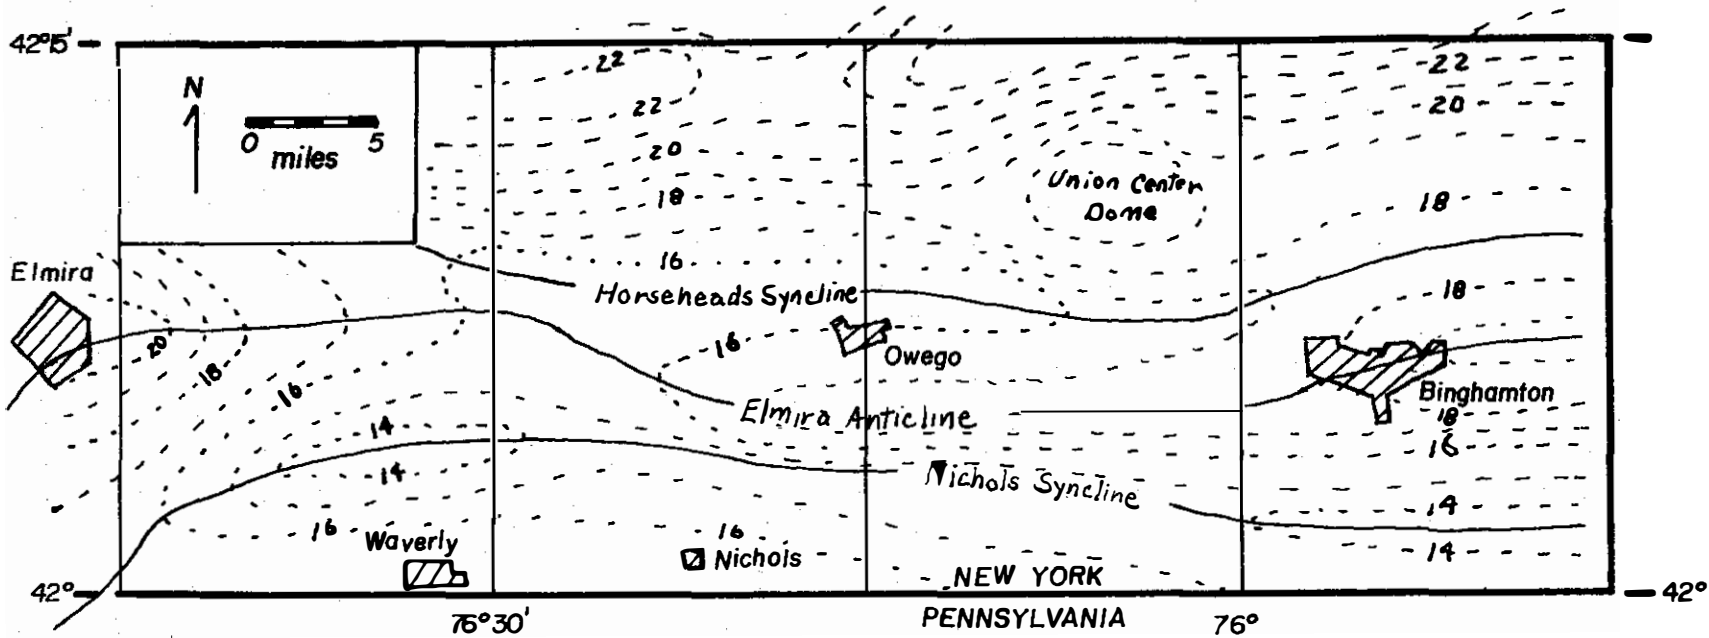 42°15'
N
0 5
miles
22
22
22
20
20
Union Center
Dome
18
18
16
Elmira
Horseheads Syncline
18
20
18
16
16
Owego
Elmira Anticline
Binghamton
18
16
14
14
Nichols Syncline
14
14
16
Waverly
16
Nichols
42°
NEW YORK
42°
76°30'
PENNSYLVANIA
76°